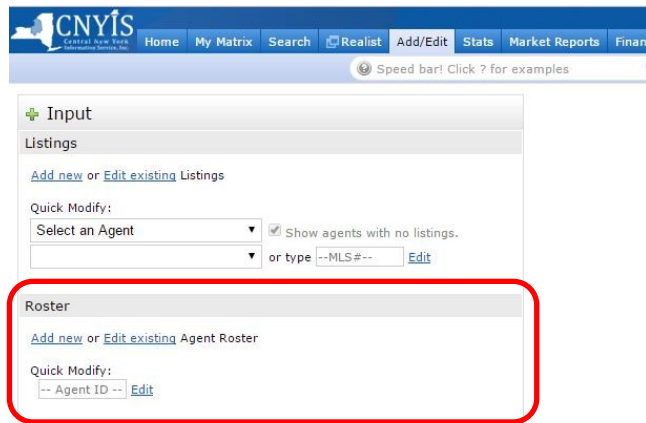 CNYIS
Central New York
Information Service, Inc.
Home My Matrix Search Realist Add/Edit Stats Market Reports Finan
Speed bar! Click ? for examples
Input
Listings
Add new or Edit existing Listings
Quick Modify:
Select an Agent Show agents with no listings.
or type --MLS#-- Edit
Roster
Add new or Edit existing Agent Roster
Quick Modify:
-- Agent ID -- Edit